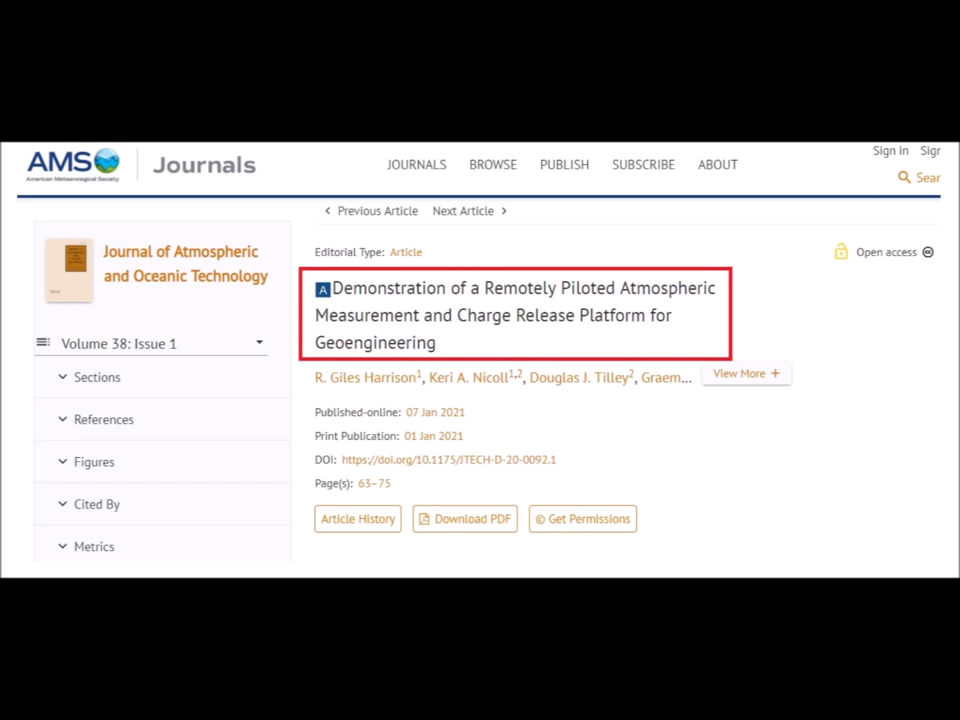 AMS
American Meteorological Society
Journals
JOURNALS BROWSE PUBLISH SUBSCRIBE ABOUT
Sign in Sigr
Sear
Previous Article Next Article
Journal of Atmospheric
and Oceanic Technology
Volume 38: Issue 1
Sections
References
Figures
Cited By
Metrics
Editorial Type: Article
Open access cc
A Demonstration of a Remotely Piloted Atmospheric
Measurement and Charge Release Platform for
Geoengineering
R. Giles Harrison1, Keri A. Nicoll1,2, Douglas J. Tilley2, Graem...
View More +
Published-online: 07 Jan 2021
Print Publication: 01 Jan 2021
DOI: https://doi.org/10.1175/JTECH-D-20-0092.1
Page(s): 63–75
Article History
Download PDF
© Get Permissions